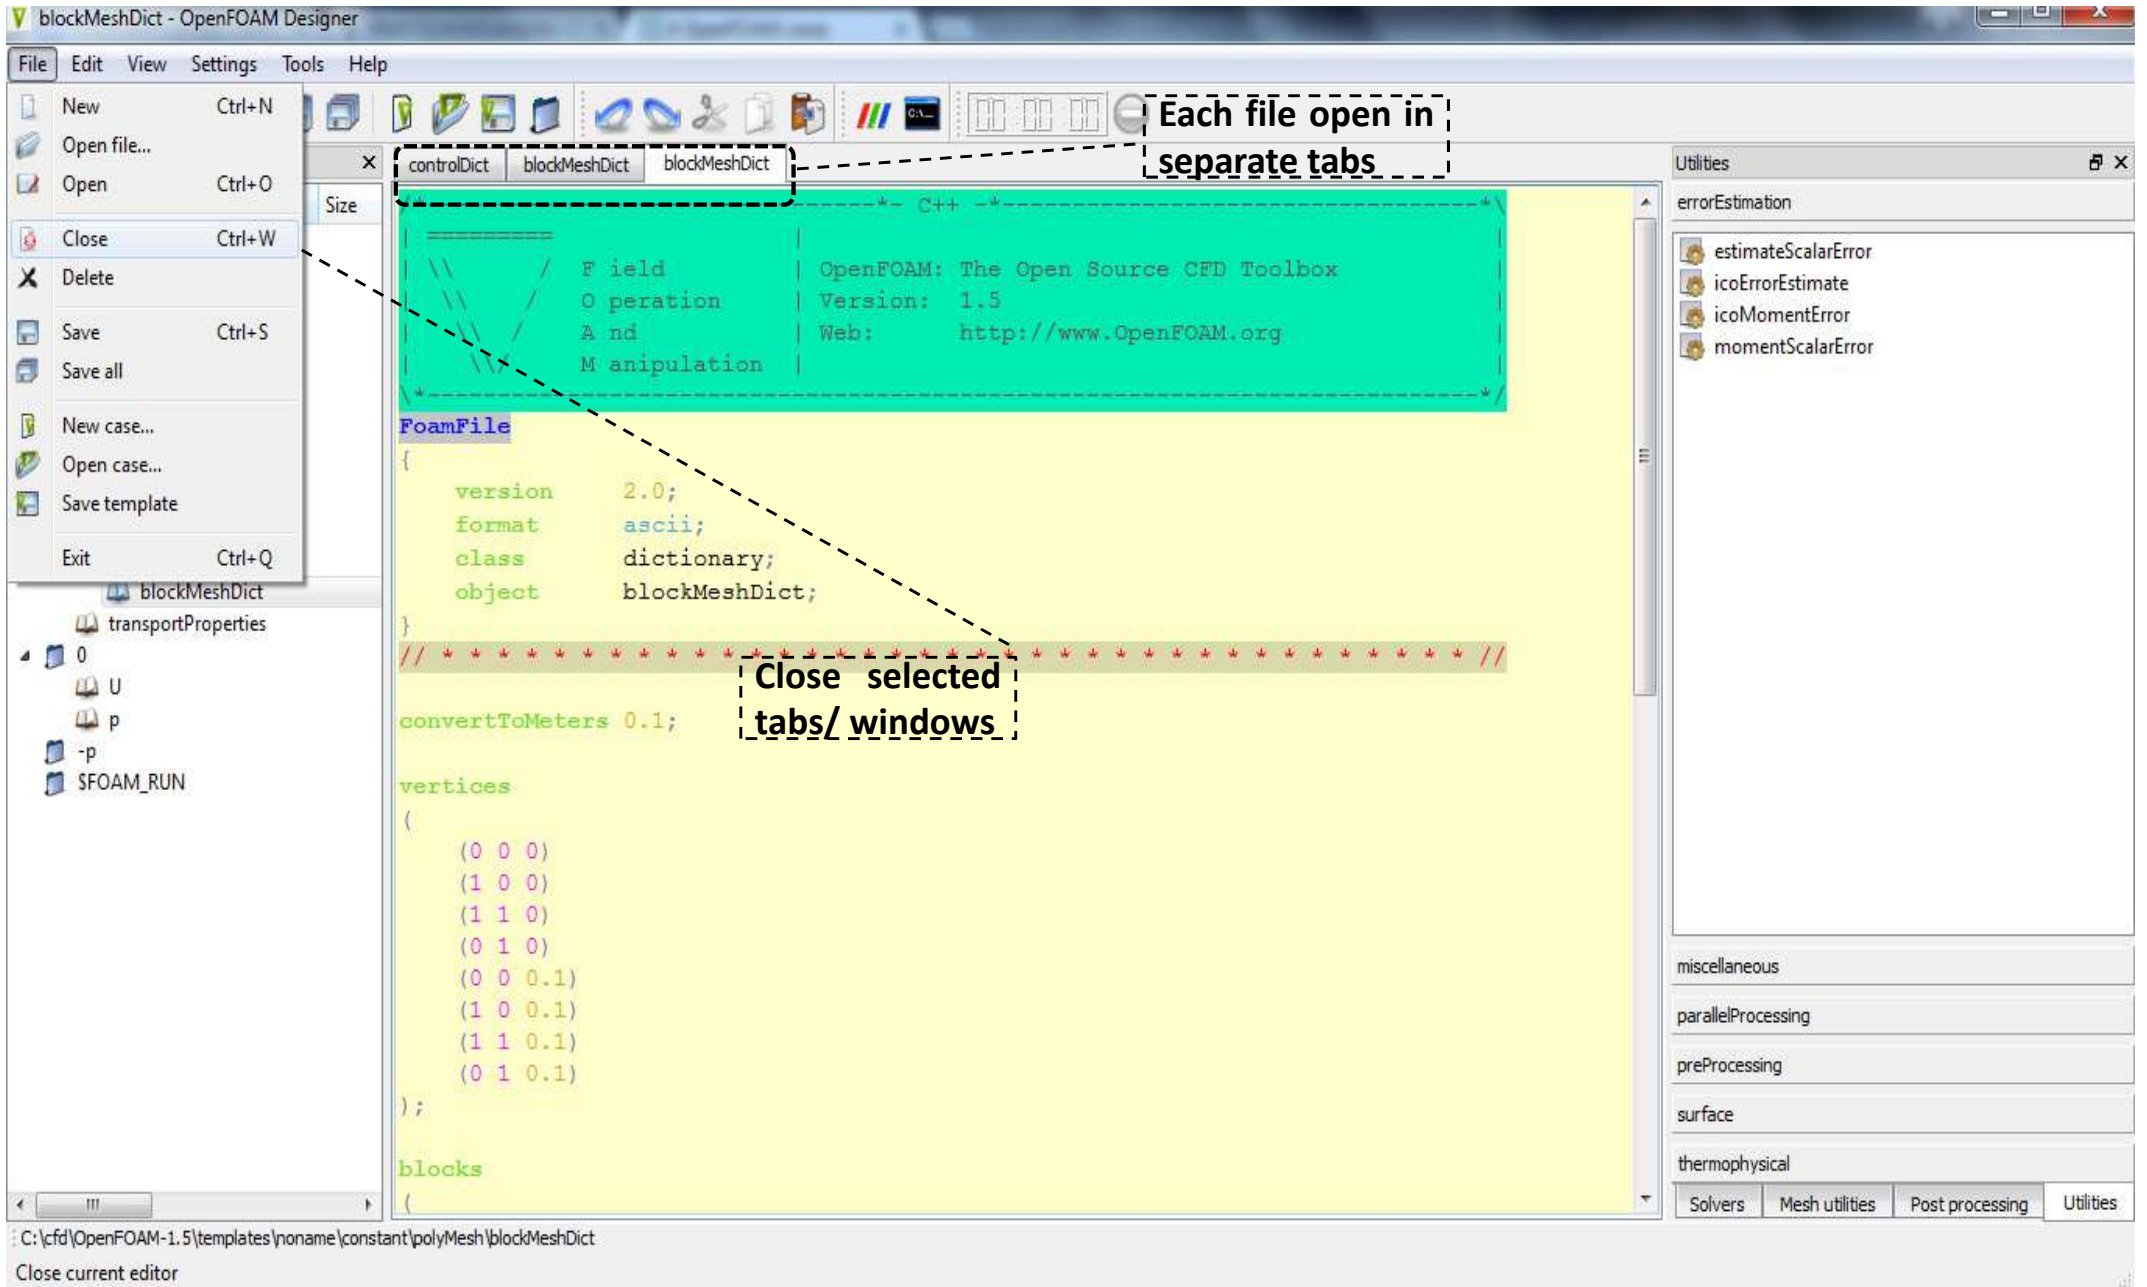 blockMeshDict - OpenFOAM Designer
File Edit View Settings Tools Help
New Ctrl+N
Open file...
Open Ctrl+O
Close Ctrl+W
Delete
Save Ctrl+S
Save all
New case...
Open case...
Save template
Exit Ctrl+Q
Size
blockMeshDict
transportProperties
0
U
p
-p
$FOAM_RUN
controlDict blockMeshDict blockMeshDict
Each file open in
separate tabs
/*---------------------------------*- C++ -*----------------------------------*\
| ========= | |
| \\ / F ield | OpenFOAM: The Open Source CFD Toolbox |
| \\ / O peration | Version: 1.5 |
| \\ / A nd | Web: http://www.OpenFOAM.org |
| \\/ M anipulation | |
\*---------------------------------------------------------------------------*/
FoamFile
{
version 2.0;
format ascii;
class dictionary;
object blockMeshDict;
}
// * * * * * * * * * * * * * * * * * * * * * * * * * * * * * * * * * * * * * //
Close selected
tabs/ windows
convertToMeters 0.1;
vertices
(
(0 0 0)
(1 0 0)
(1 1 0)
(0 1 0)
(0 0 0.1)
(1 0 0.1)
(1 1 0.1)
(0 1 0.1)
);
blocks
(
Utilities
errorEstimation
estimateScalarError
icoErrorEstimate
icoMomentError
momentScalarError
miscellaneous
parallelProcessing
preProcessing
surface
thermophysical
Solvers Mesh utilities Post processing Utilities
C:\cfd\OpenFOAM-1.5\templates\noname\constant\polyMesh\blockMeshDict
Close current editor